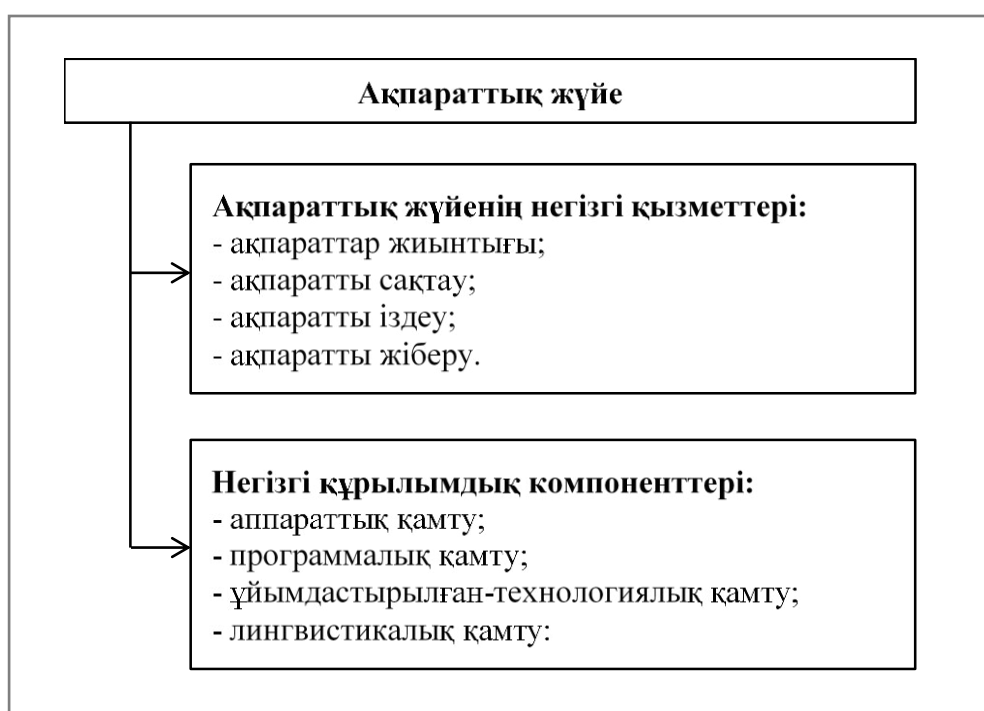 Ақпараттық жүйе
Ақпараттық жүйенің негізгі қызметтері:
- ақпараттар жиынтығы;
- ақпаратты сақтау;
- ақпаратты іздеу;
- ақпаратты жіберу.
Негізгі құрылымдық компоненттері:
- аппараттық қамту;
- программалық қамту;
- ұйымдастырылған-технологиялық қамту;
- лингвистикалық қамту: